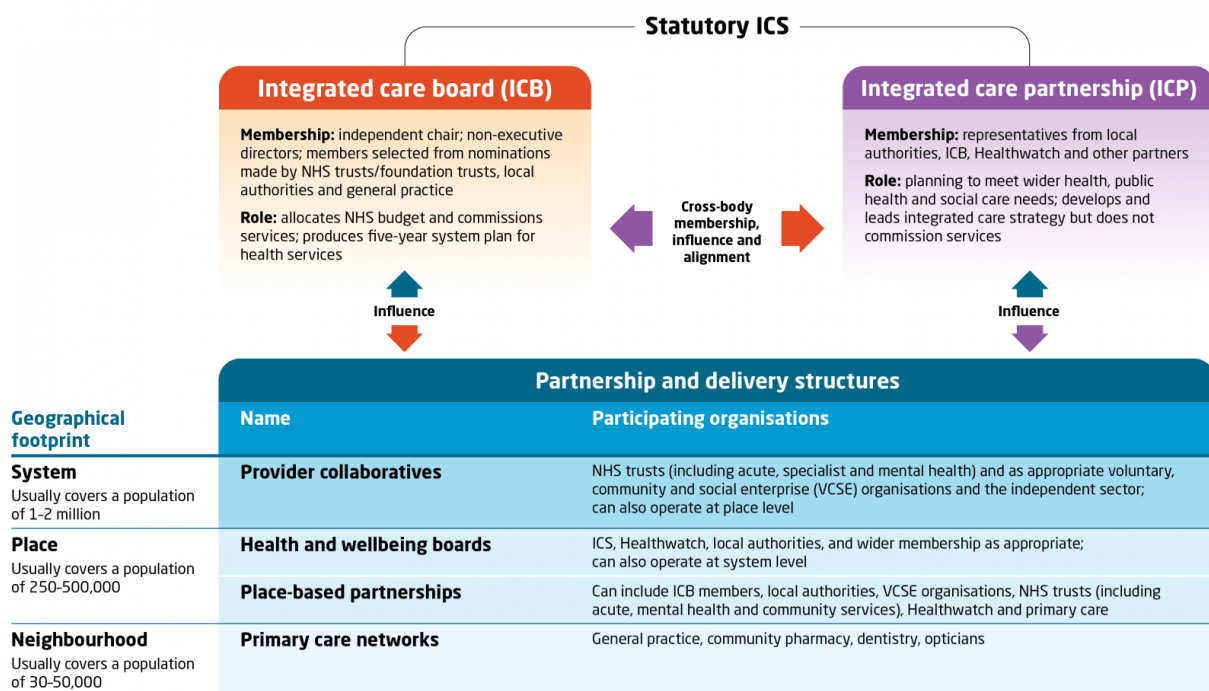 Statutory ICS
Integrated care board (ICB)
Membership: independent chair; non-executive
directors; members selected from nominations
made by NHS trusts/foundation trusts, local
authorities and general practice
Role: allocates NHS budget and commissions
services; produces five-year system plan for
health services
Cross-body
membership,
influence and
alignment
Integrated care partnership (ICP)
Membership: representatives from local
authorities, ICB, Healthwatch and other partners
Role: planning to meet wider health, public
health and social care needs; develops and
leads integrated care strategy but does not
commission services
Influence
Influence
Partnership and delivery structures
Geographical
footprint
Name
Participating organisations
System
Usually covers a population
of 1–2 million
Provider collaboratives
NHS trusts (including acute, specialist and mental health) and as appropriate voluntary,
community and social enterprise (VCSE) organisations and the independent sector;
can also operate at place level
Place
Usually covers a population
of 250–500,000
Health and wellbeing boards
ICS, Healthwatch, local authorities, and wider membership as appropriate;
can also operate at system level
Place-based partnerships
Can include ICB members, local authorities, VCSE organisations, NHS trusts (including
acute, mental health and community services), Healthwatch and primary care
Neighbourhood
Usually covers a population
of 30–50,000
Primary care networks
General practice, community pharmacy, dentistry, opticians